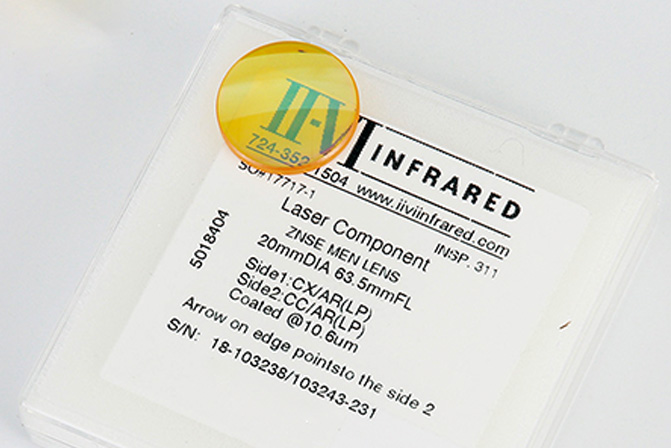 II-VI INFRARED
724-352-1504 www.iiviinfrared.com
SO#17717-1 INSP. 311
Laser Component
ZNSE MEN LENS
20mmDIA 63.5mmFL
5018404
Side1:CX/AR(LP)
Side2:CC/AR(LP)
Coated @10.6um
Arrow on edge pointsto the side 2
S/N: 18-103238/103243-231